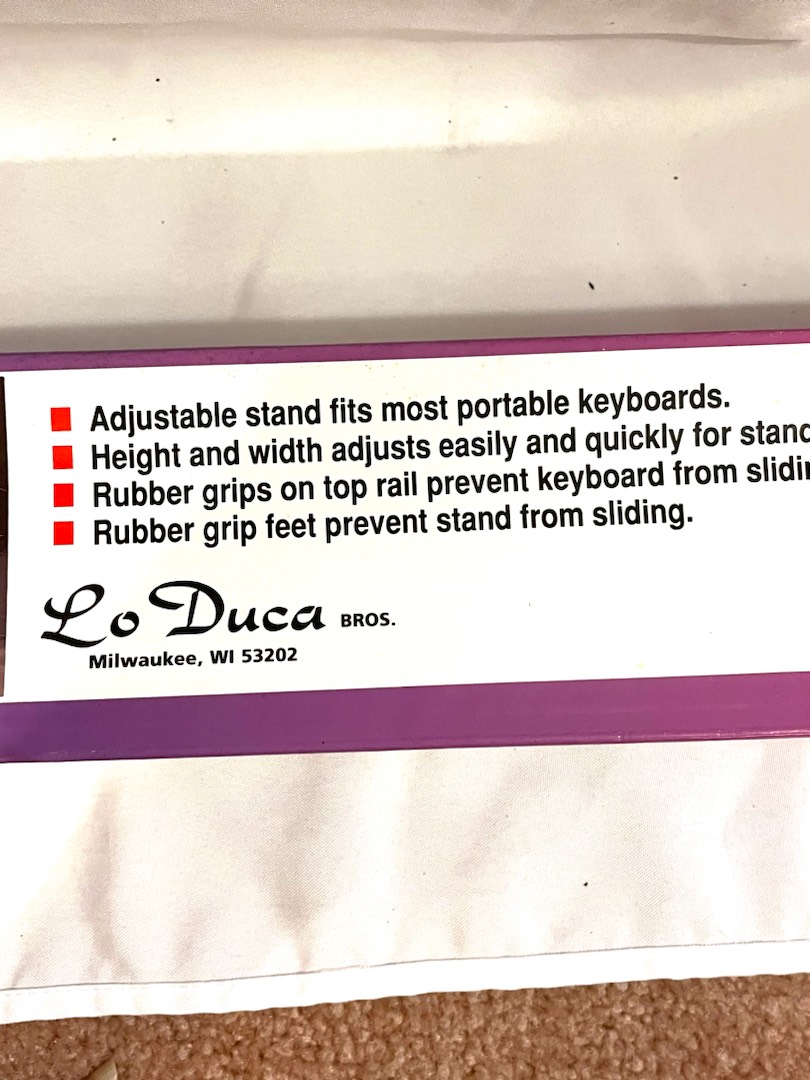 Adjustable stand fits most portable keyboards.
Height and width adjusts easily and quickly for
Rubber grips on top rail prevent keyboard from
Rubber grip feet prevent stand from sliding.
Lo Duca BROS.
Milwaukee, WI 53202